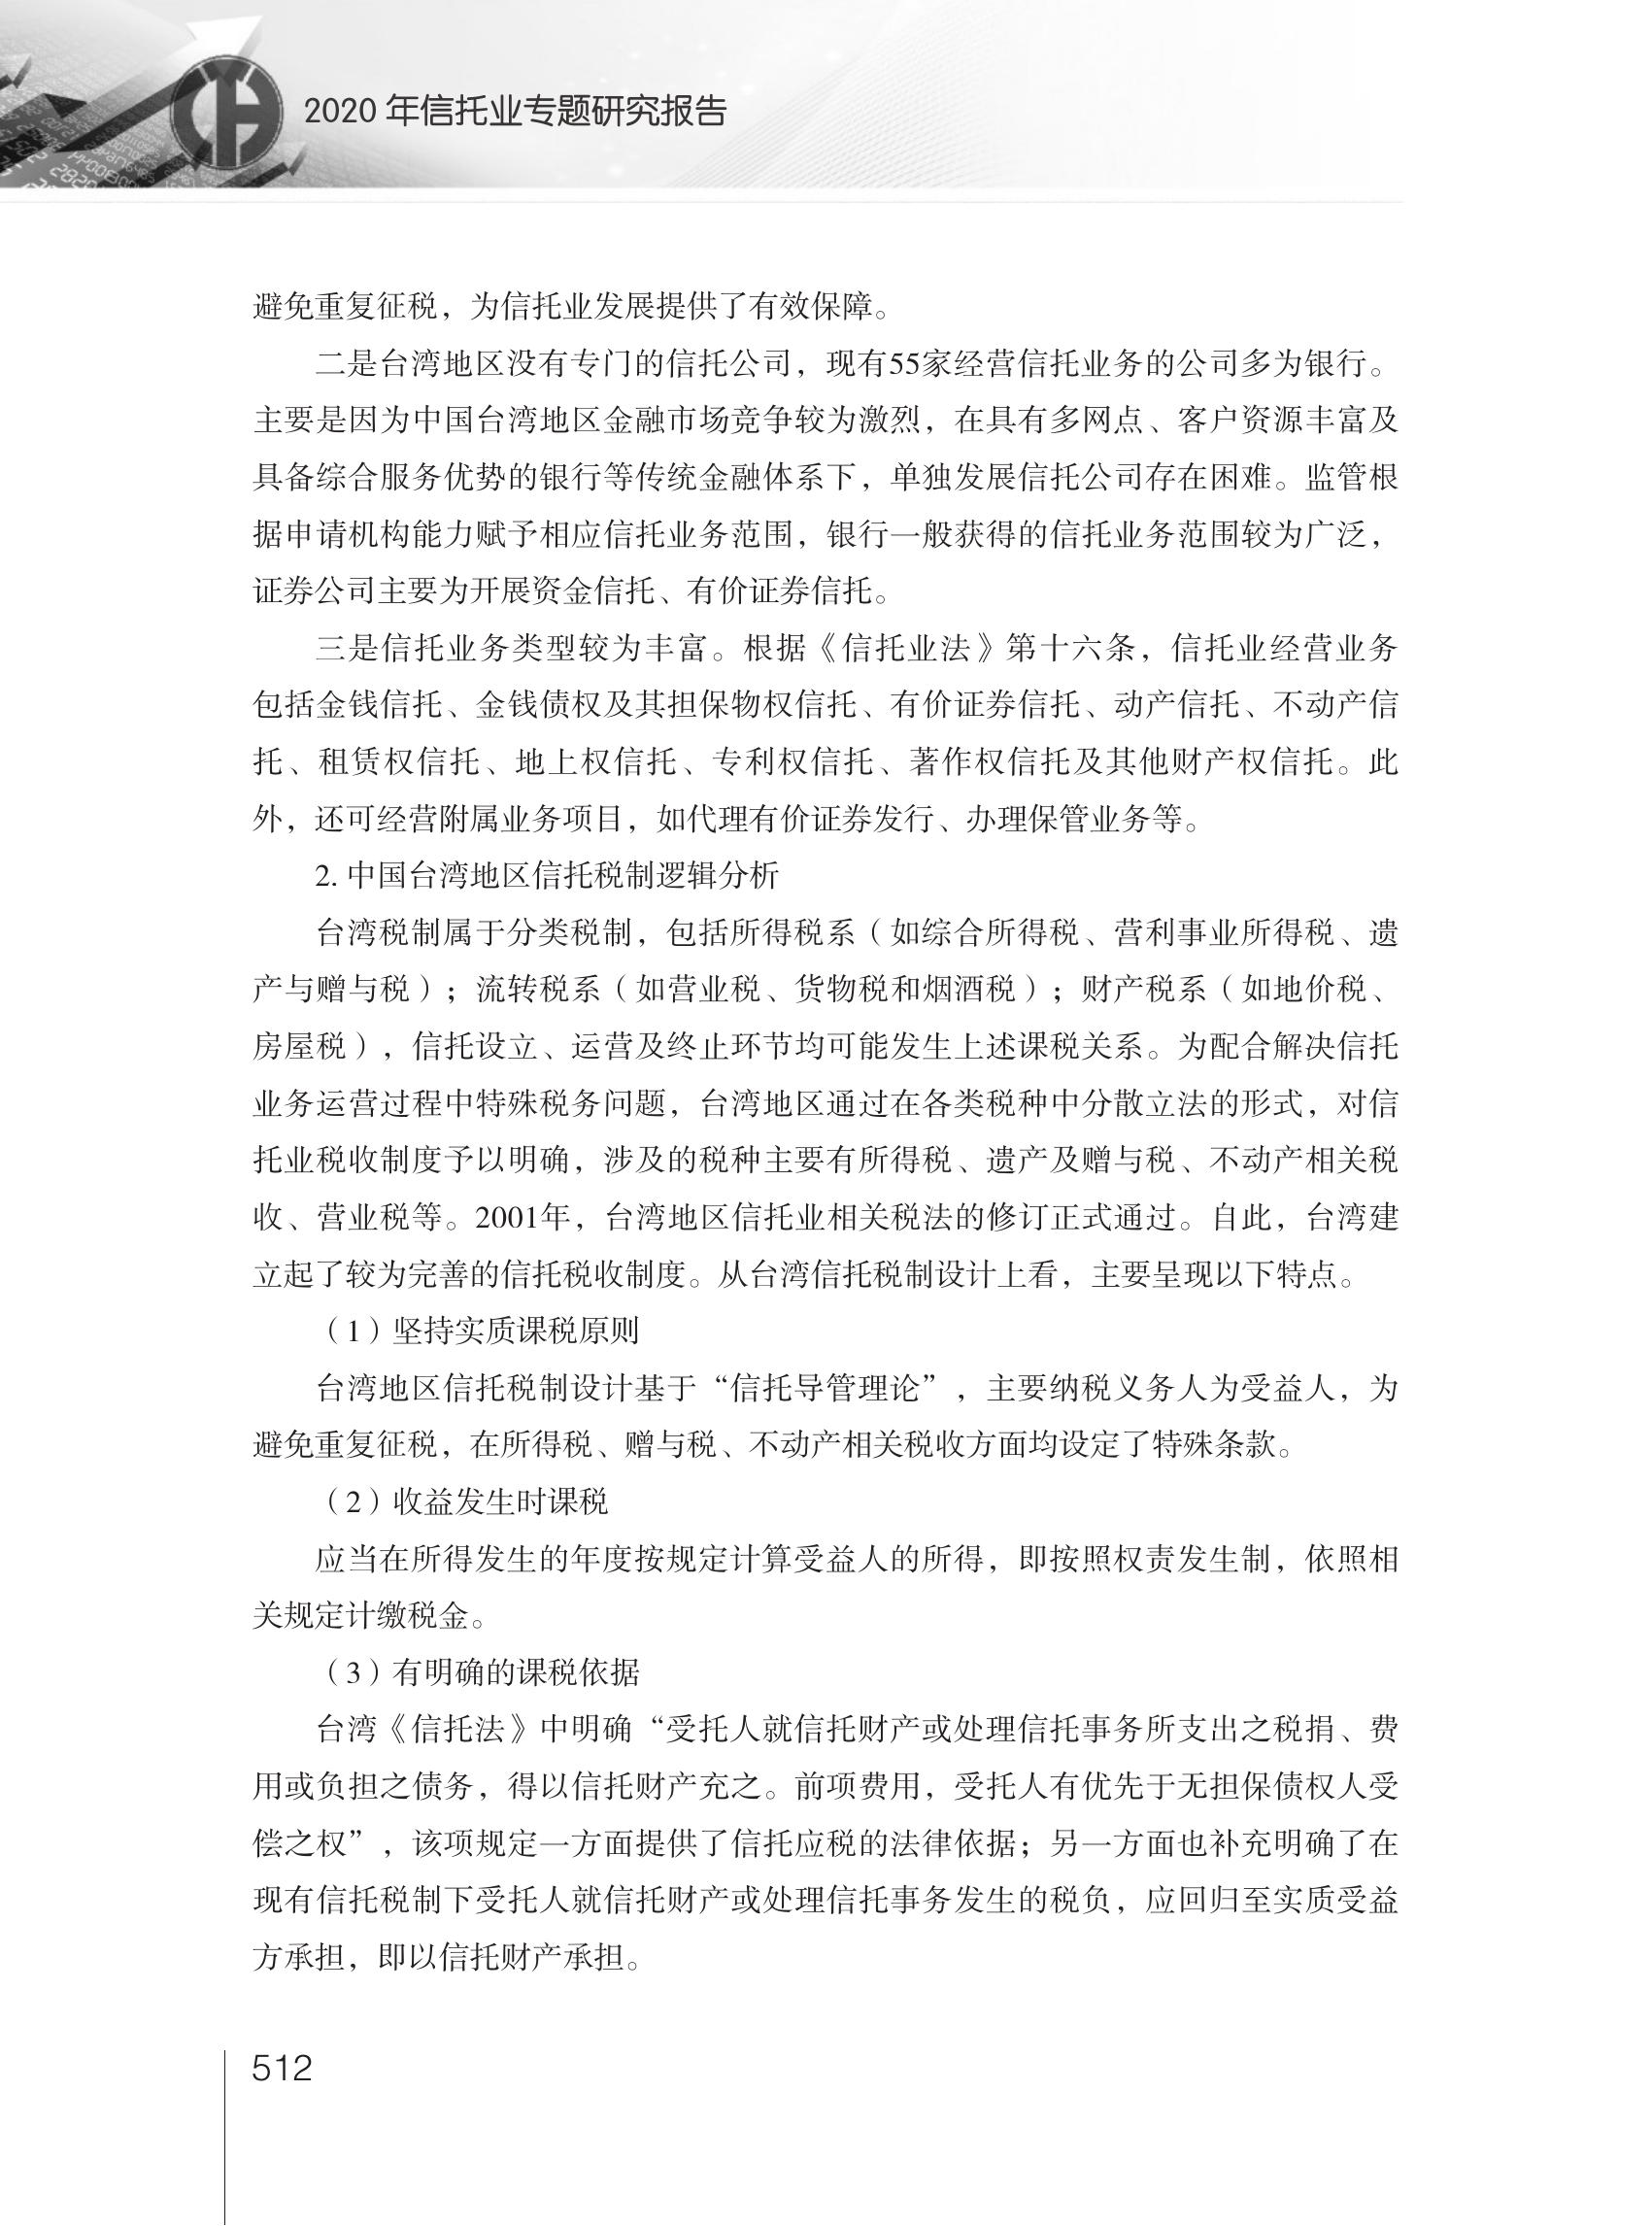 2020 年信托业专题研究报告
避免重复征税，为信托业发展提供了有效保障。
二是台湾地区没有专门的信托公司，现有55家经营信托业务的公司多为银行。
主要是因为中国台湾地区金融市场竞争较为激烈，在具有多网点、客户资源丰富及
具备综合服务优势的银行等传统金融体系下，单独发展信托公司存在困难。监管根
据申请机构能力赋予相应信托业务范围，银行一般获得的信托业务范围较为广泛，
证券公司主要为开展资金信托、有价证券信托。
三是信托业务类型较为丰富。根据《信托业法》第十六条，信托业经营业务
包括金钱信托、金钱债权及其担保物权信托、有价证券信托、动产信托、不动产信
托、租赁权信托、地上权信托、专利权信托、著作权信托及其他财产权信托。此
外，还可经营附属业务项目，如代理有价证券发行、办理保管业务等。
2. 中国台湾地区信托税制逻辑分析
台湾税制属于分类税制，包括所得税系（如综合所得税、营利事业所得税、遗
产与赠与税）；流转税系（如营业税、货物税和烟酒税）；财产税系（如地价税、
房屋税），信托设立、运营及终止环节均可能发生上述课税关系。为配合解决信托
业务运营过程中特殊税务问题，台湾地区通过在各类税种中分散立法的形式，对信
托业税收制度予以明确，涉及的税种主要有所得税、遗产及赠与税、不动产相关税
收、营业税等。2001年，台湾地区信托业相关税法的修订正式通过。自此，台湾建
立起了较为完善的信托税收制度。从台湾信托税制设计上看，主要呈现以下特点。
（1）坚持实质课税原则
台湾地区信托税制设计基于“信托导管理论”，主要纳税义务人为受益人，为
避免重复征税，在所得税、赠与税、不动产相关税收方面均设定了特殊条款。
（2）收益发生时课税
应当在所得发生的年度按规定计算受益人的所得，即按照权责发生制，依照相
关规定计缴税金。
（3）有明确的课税依据
台湾《信托法》中明确“受托人就信托财产或处理信托事务所支出之税捐、费
用或负担之债务，得以信托财产充之。前项费用，受托人有优先于无担保债权人受
偿之权”，该项规定一方面提供了信托应税的法律依据；另一方面也补充明确了在
现有信托税制下受托人就信托财产或处理信托事务发生的税负，应回归至实质受益
方承担，即以信托财产承担。
512